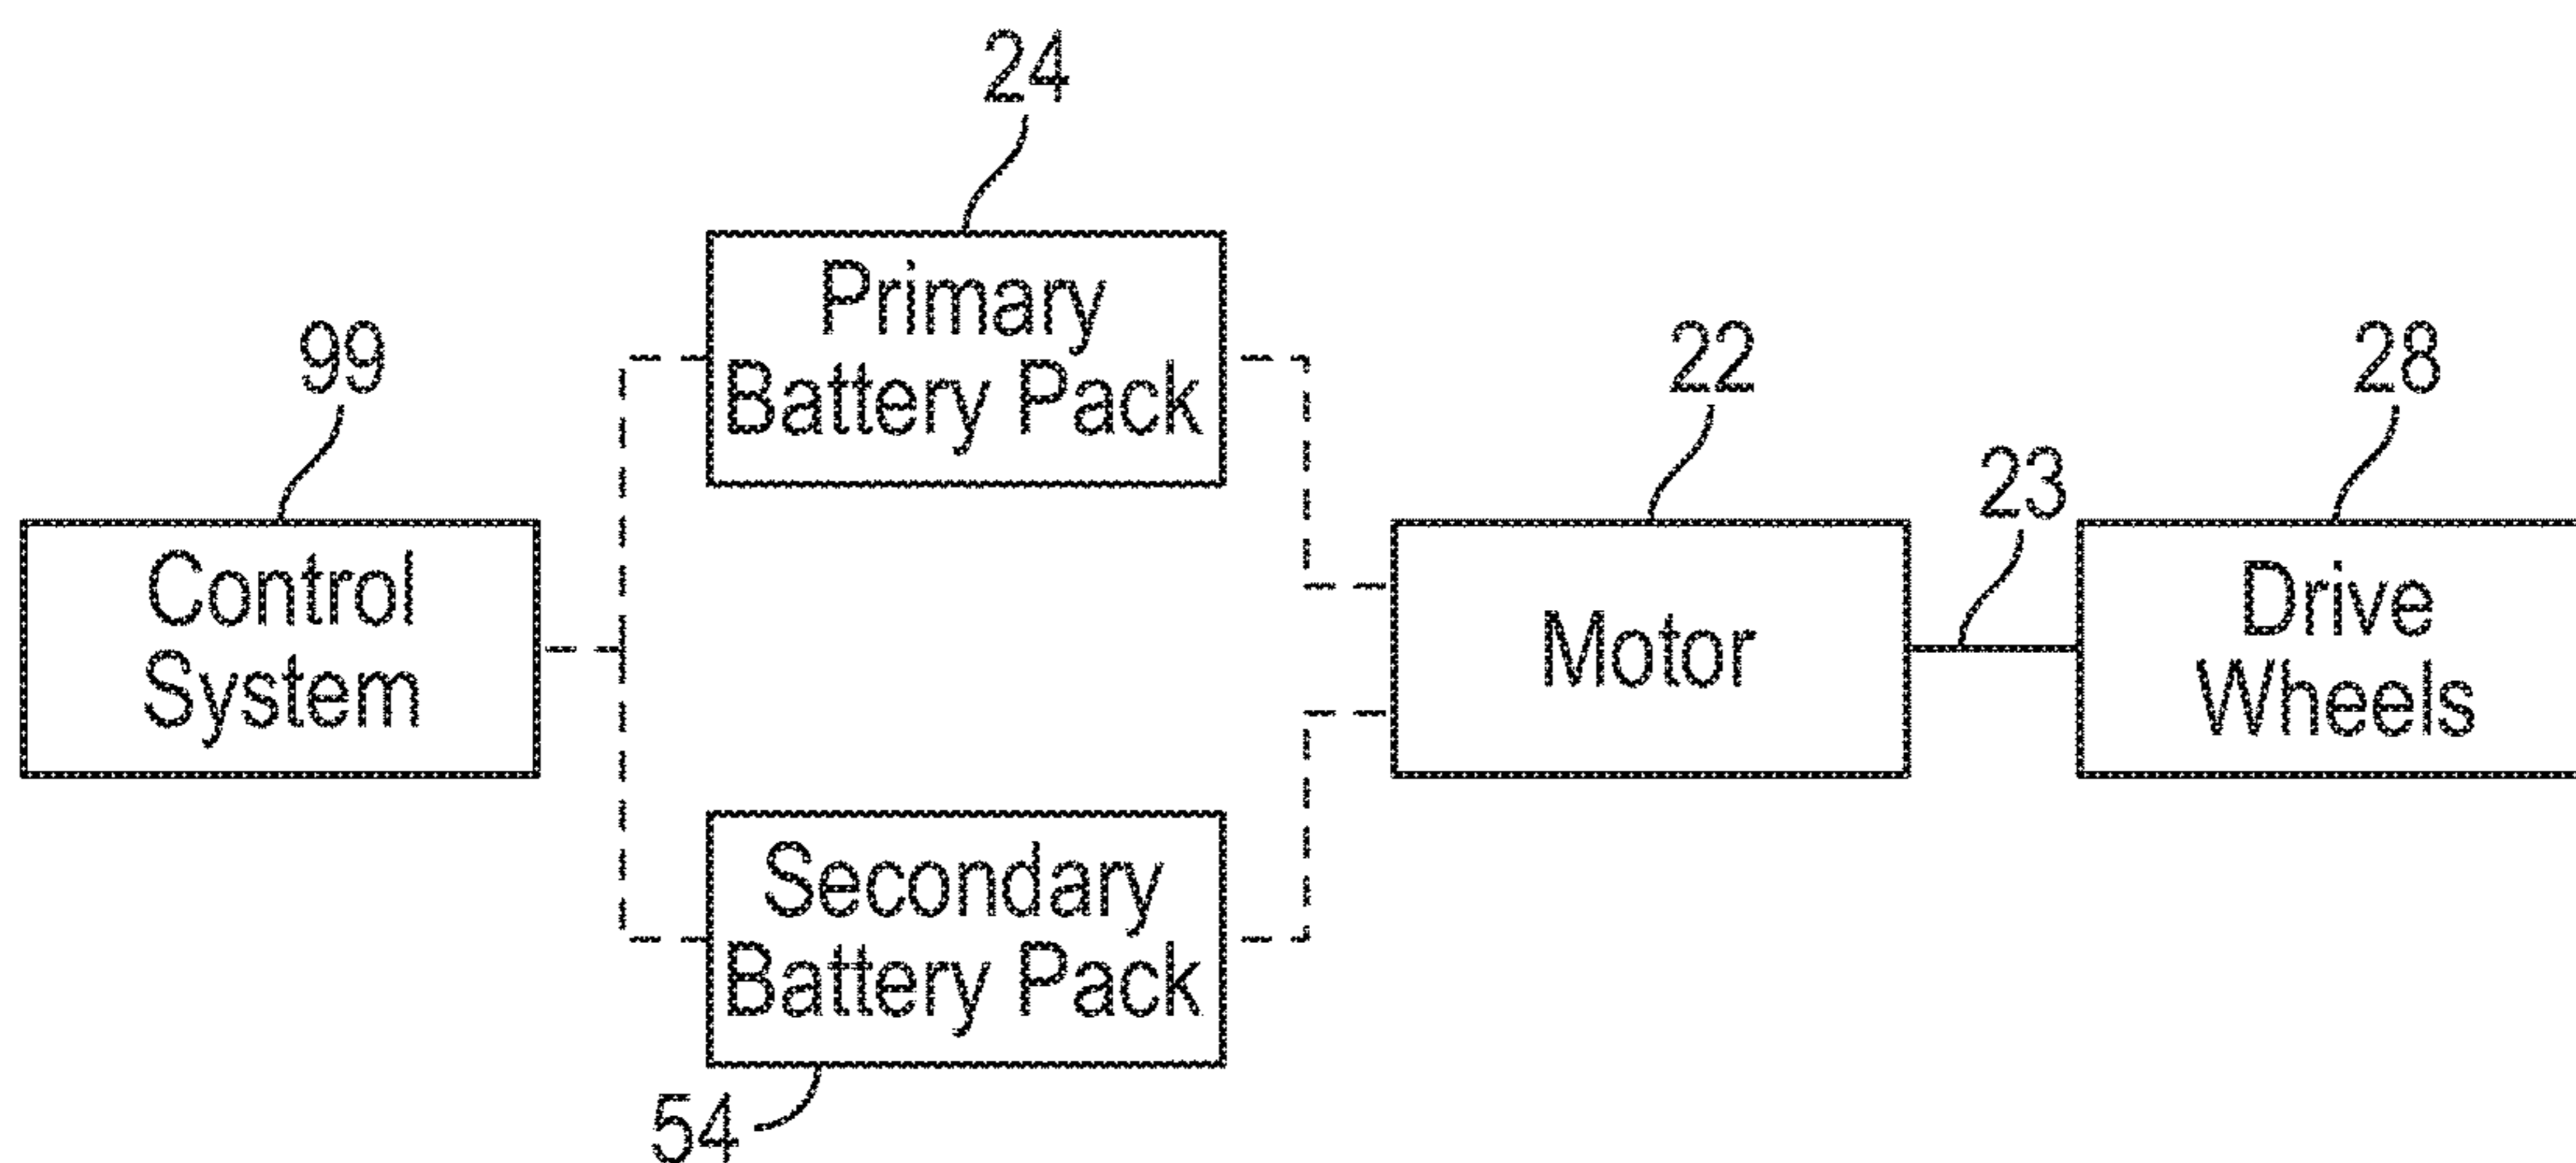 24
Primary
Battery Pack
99
22
28
23
Control
System
Motor
Drive
Wheels
Secondary
Battery Pack
54